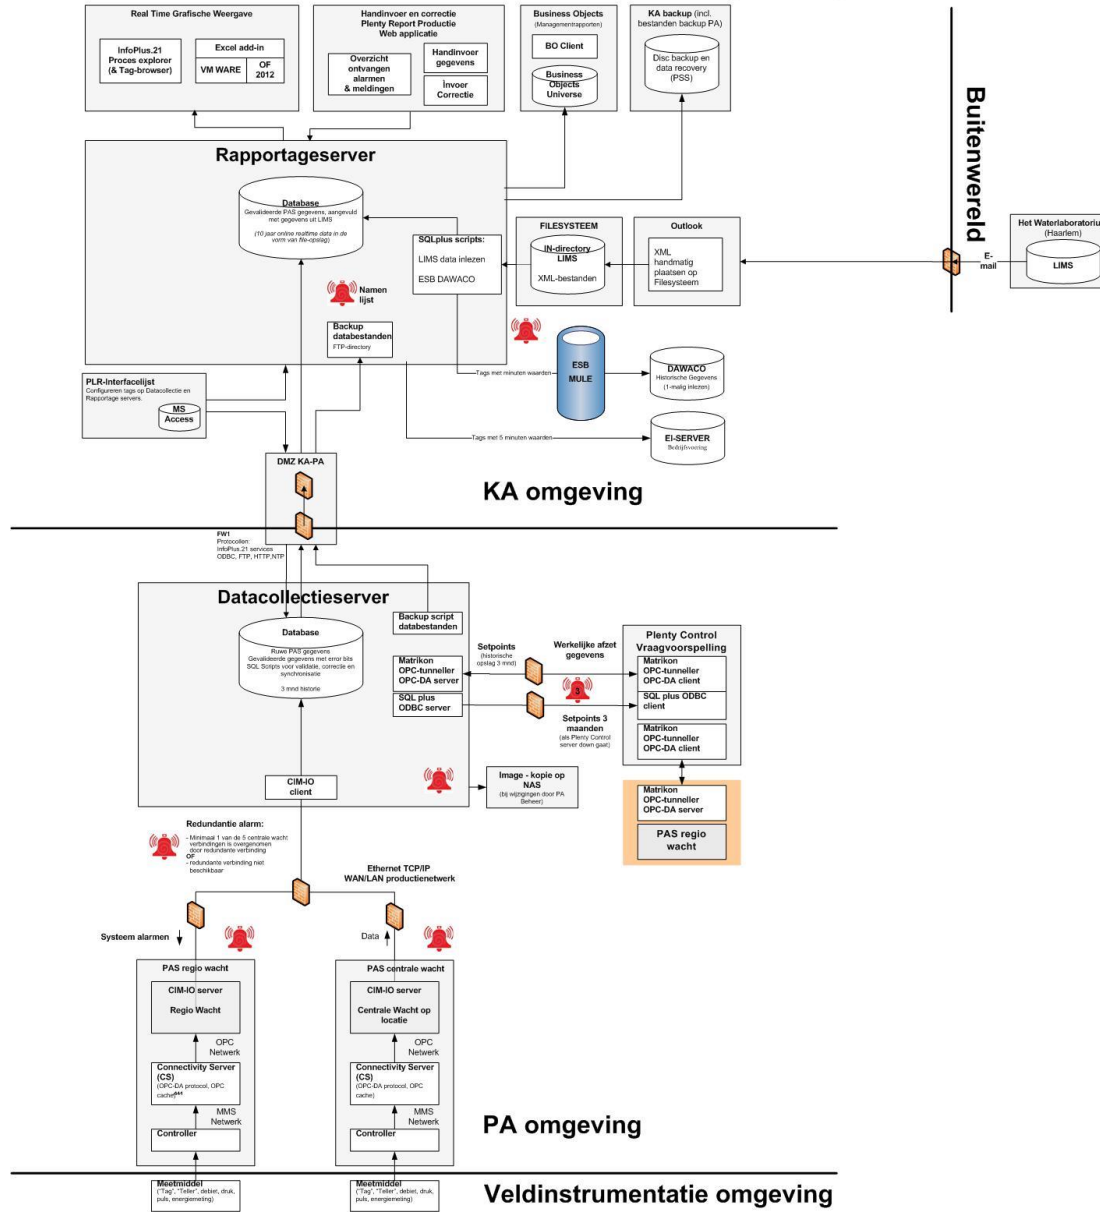 Real Time Grafische Weergave
InfoPlus.21
Proces explorer
(& Tag-browser)
Excel add-in
VM WARE
OF
2012
Handinvoer en correctie
Plenty Report Productie
Web applicatie
Overzicht
ontvangen
alarmen
& meldingen
Handinvoer
gegevens
Invoer
Correctie
Business Objects
(Managementrapporten)
BO Client
Business
Objects
Universe
KA backup (incl.
bestanden backup PA)
Disc backup en
data recovery
(PSS)
Buitenwereld
Rapportageserver
Database
Gevalideerde PAS gegevens, aangevuld
met gegevens uit LIMS
(10 jaar online realtime data in de
vorm van file-opslag)
SQLplus scripts:
LIMS data inlezen
ESB DAWACO
FILESYSTEEM
IN-directory
LIMS
XML-bestanden
Outlook
XML
handmatig
plaatsen op
Filesysteem
E-
mail
Het Waterlaboratorium
(Haarlem)
LIMS
Namen
lijst
Backup
databestanden
FTP-directory
ESB
MULE
Tags met minuten waarden
DAWACO
Historische Gegevens
(1-malig inlezen)
PLR-Interfacelijst
Configureren tags op Datacollectie en
Rapportage servers.
MS
Access
Tags met 5 minuten waarden
EI-SERVER
Bedrijfsvoering
DMZ KA-PA
KA omgeving
FW1
Protocollen:
InfoPlus.21 services
ODBC, FTP, HTTP,NTP
Datacollectieserver
Database
Ruwe PAS gegevens
Gevalideerde gegevens met error bits
SQL Scripts voor validatie, correctie en
synchronisatie
3 mnd historie
Backup script
databestanden
Matrikon
OPC-tunneller
OPC-DA server
SQL plus
ODBC server
Setpoints
(historische
opslag 3 mnd)
Werkelijke afzet
gegevens
3
Setpoints 3
maanden
(als Plenty Control
server down gaat)
Plenty Control
Vraagvoorspelling
Matrikon
OPC-tunneller
OPC-DA client
SQL plus ODBC
client
Matrikon
OPC-tunneller
OPC-DA client
Matrikon
OPC-tunneller
OPC-DA server
PAS regio
wacht
CIM-IO
client
Image - kopie op
NAS
(bij wijzigingen door PA
Beheer)
Redundantie alarm:
- Minimaal 1 van de 5 centrale wacht
verbindingen is overgenomen
door redundante verbinding
OF
- redundante verbinding niet
beschikbaar
Ethernet TCP/IP
WAN/LAN productienetwerk
Systeem alarmen
Data
PAS regio wacht
CIM-IO server
Regio Wacht
OPC
Netwerk
Connectivity Server
(CS)
(OPC-DA protocol, OPC
cache)
MMS
Netwerk
Controller
PAS centrale wacht
CIM-IO server
Centrale Wacht op
locatie
OPC
Netwerk
Connectivity Server
(CS)
(OPC-DA protocol, OPC
cache)
MMS
Netwerk
Controller
PA omgeving
Meetmiddel
("Tag", "Teller", debiet, druk,
puls, energiemeting)
Meetmiddel
("Tag", "Teller", debiet, druk,
puls, energiemeting)
Veldinstrumentatie omgeving